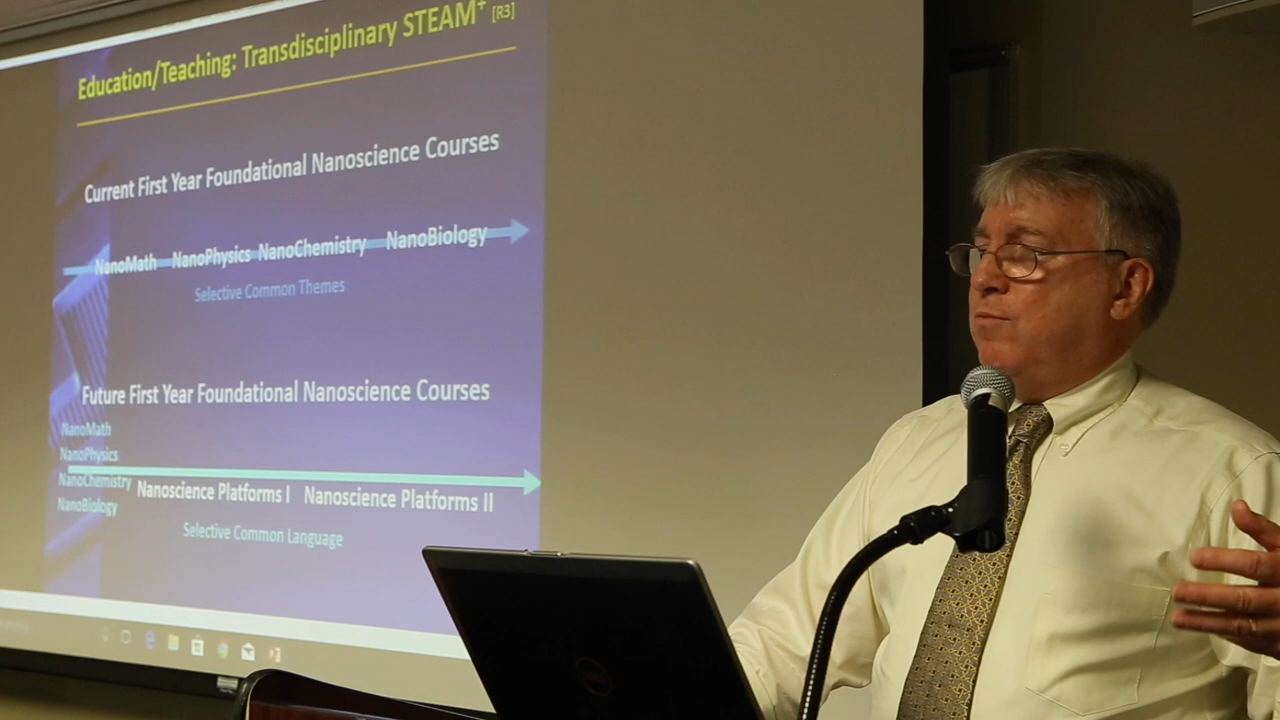 Education/Teaching: Transdisciplinary STEAM+ [R3]
Current First Year Foundational Nanoscience Courses
NanoMath NanoPhysics NanoChemistry NanoBiology
Selective Common Themes
Future First Year Foundational Nanoscience Courses
NanoMath
NanoPhysics
NanoChemistry
NanoBiology
Nanoscience Platforms I Nanoscience Platforms II
Selective Common Language